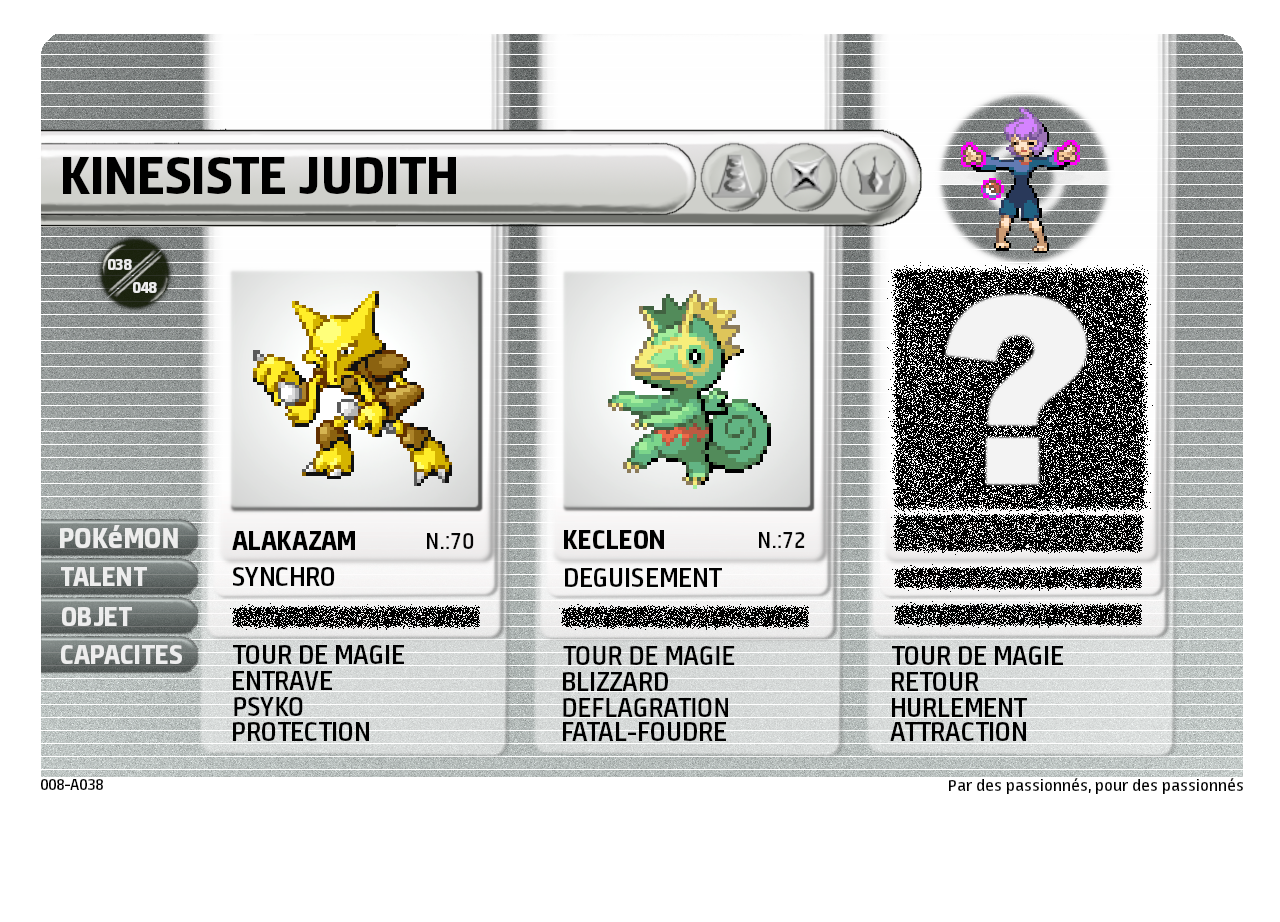 KINESISTE JUDITH
038
048
?
POKéMON
ALAKAZAM N.:70
KECLEON N.:72
TALENT
SYNCHRO
DEGUISEMENT
OBJET
CAPACITES
TOUR DE MAGIE
ENTRAVE
PSYKO
PROTECTION
TOUR DE MAGIE
BLIZZARD
DEFLAGRATION
FATAL-FOUDRE
TOUR DE MAGIE
RETOUR
HURLEMENT
ATTRACTION
008-A038
Par des passionnés, pour des passionnés